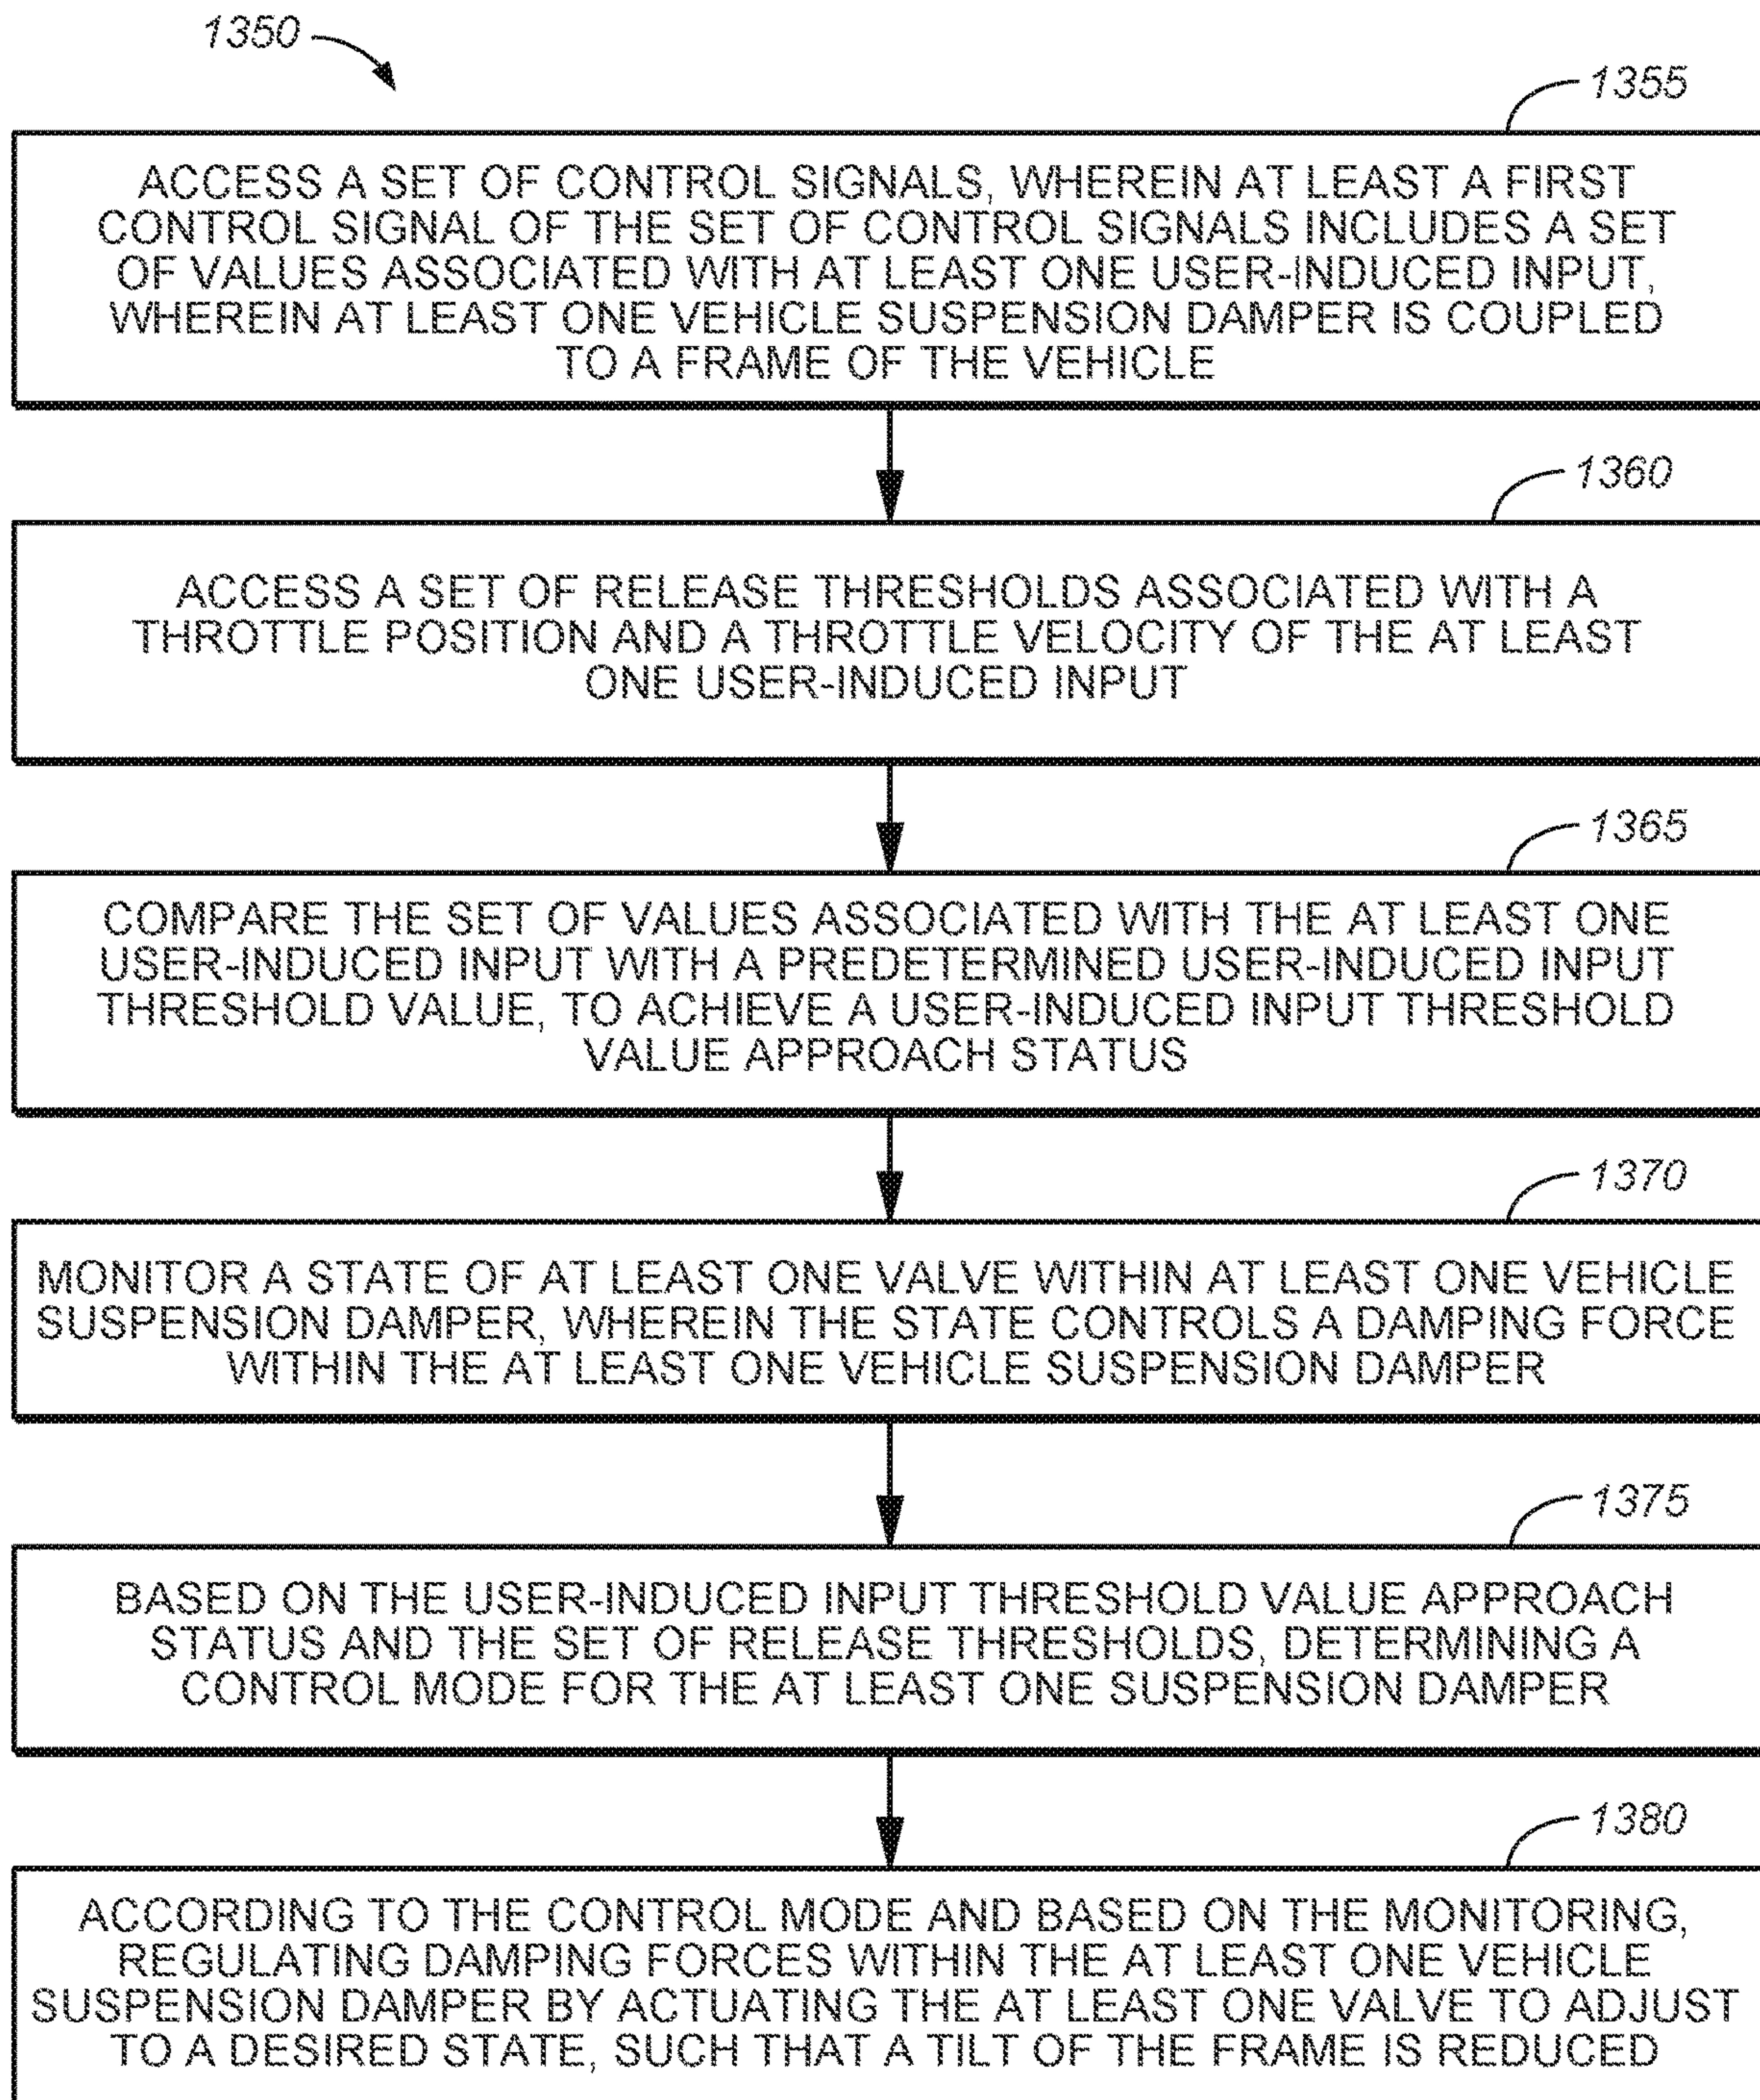 1350
1355
ACCESS A SET OF CONTROL SIGNALS, WHEREIN AT LEAST A FIRST
CONTROL SIGNAL OF THE SET OF CONTROL SIGNALS INCLUDES A SET
OF VALUES ASSOCIATED WITH AT LEAST ONE USER-INDUCED INPUT,
WHEREIN AT LEAST ONE VEHICLE SUSPENSION DAMPER IS COUPLED
TO A FRAME OF THE VEHICLE
1360
ACCESS A SET OF RELEASE THRESHOLDS ASSOCIATED WITH A
THROTTLE POSITION AND A THROTTLE VELOCITY OF THE AT LEAST
ONE USER-INDUCED INPUT
1365
COMPARE THE SET OF VALUES ASSOCIATED WITH THE AT LEAST ONE
USER-INDUCED INPUT WITH A PREDETERMINED USER-INDUCED INPUT
THRESHOLD VALUE, TO ACHIEVE A USER-INDUCED INPUT THRESHOLD
VALUE APPROACH STATUS
1370
MONITOR A STATE OF AT LEAST ONE VALVE WITHIN AT LEAST ONE VEHICLE
SUSPENSION DAMPER, WHEREIN THE STATE CONTROLS A DAMPING FORCE
WITHIN THE AT LEAST ONE VEHICLE SUSPENSION DAMPER
1375
BASED ON THE USER-INDUCED INPUT THRESHOLD VALUE APPROACH
STATUS AND THE SET OF RELEASE THRESHOLDS, DETERMINING A
CONTROL MODE FOR THE AT LEAST ONE SUSPENSION DAMPER
1380
ACCORDING TO THE CONTROL MODE AND BASED ON THE MONITORING,
REGULATING DAMPING FORCES WITHIN THE AT LEAST ONE VEHICLE
SUSPENSION DAMPER BY ACTUATING THE AT LEAST ONE VALVE TO ADJUST
TO A DESIRED STATE, SUCH THAT A TILT OF THE FRAME IS REDUCED